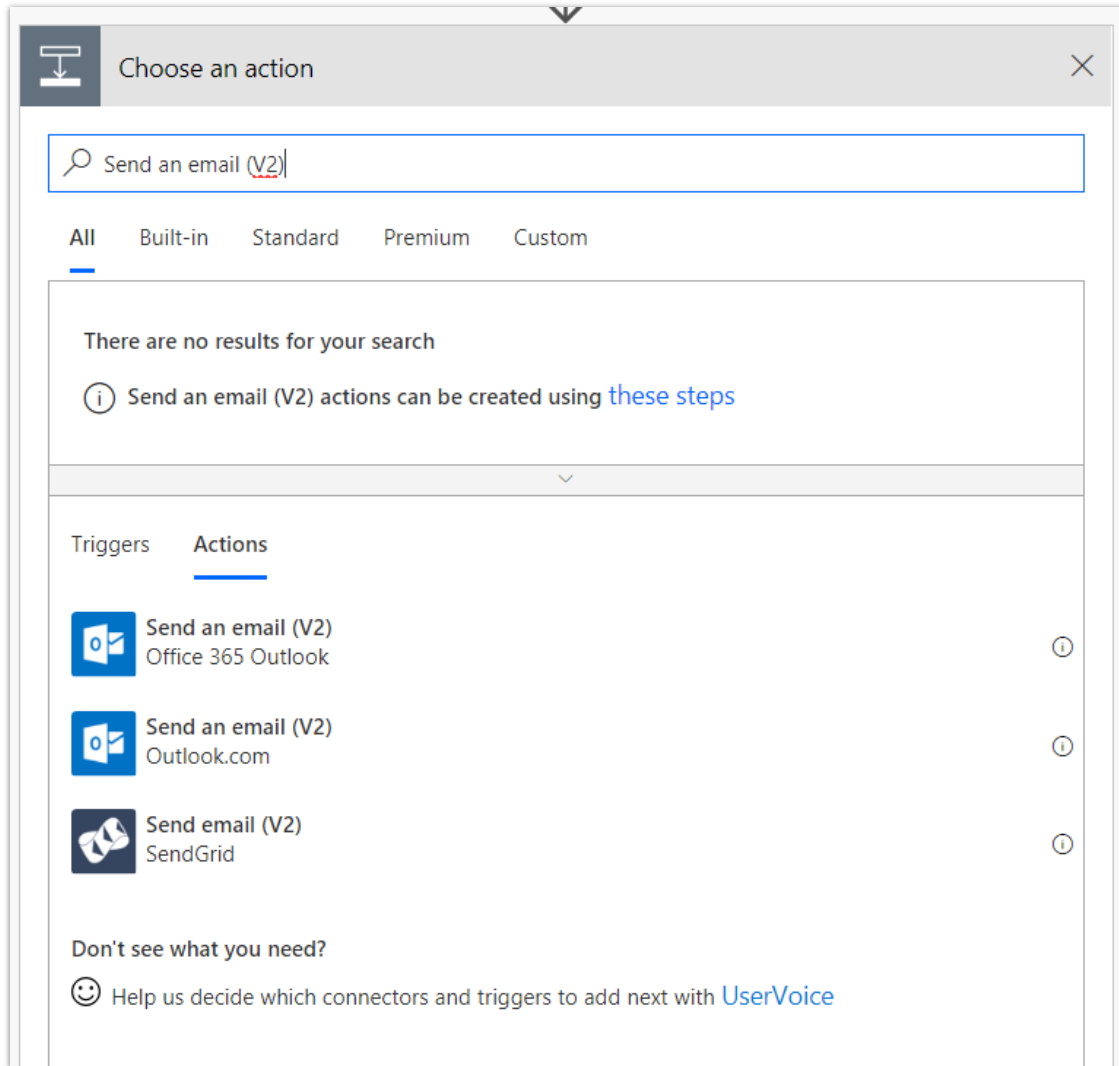 Choose an action
Send an email (V2)
All Built-in Standard Premium Custom
There are no results for your search
Send an email (V2) actions can be created using these steps
Triggers Actions
Send an email (V2)
Office 365 Outlook
Send an email (V2)
Outlook.com
Send email (V2)
SendGrid
Don't see what you need?
Help us decide which connectors and triggers to add next with UserVoice